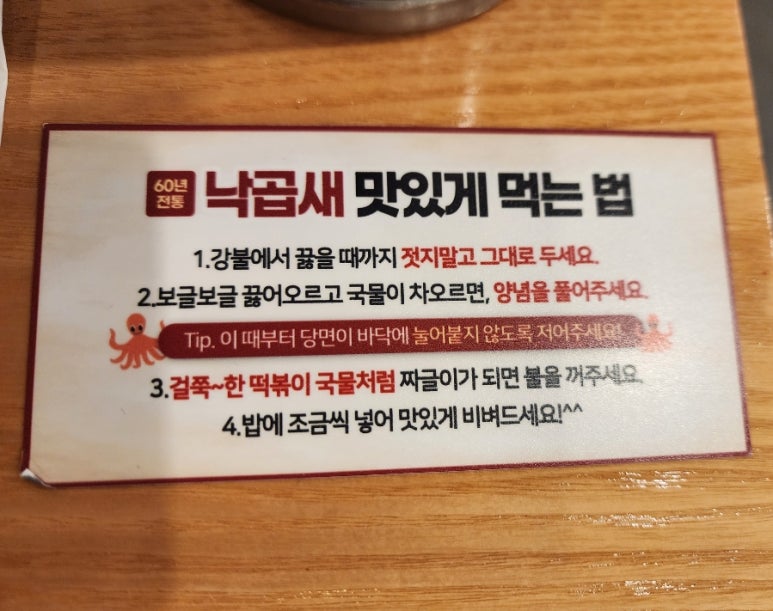 60년
전통
낙곱새 맛있게 먹는 법
1.강불에서 끓을 때까지 젓지말고 그대로 두세요.
2.보글보글 끓어오르고 국물이 차오르면, 양념을 풀어주세요.
Tip. 이 때부터 당면이 바닥에 눌어붙지 않도록 저어주세요!
3.걸쭉~한 떡볶이 국물처럼 짜글이가 되면 불을 꺼주세요.
4.밥에 조금씩 넣어 맛있게 비벼드세요!^^